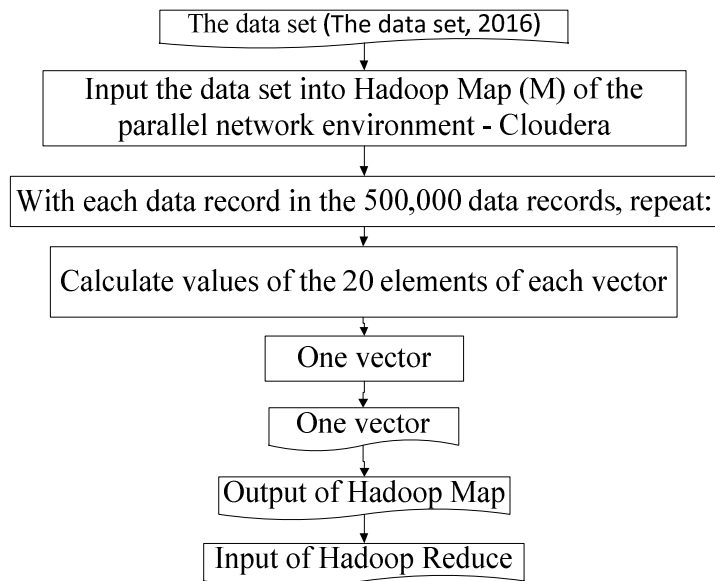 The data set (The data set, 2016)
Input the data set into Hadoop Map (M) of the
parallel network environment - Cloudera
With each data record in the 500,000 data records, repeat:
Calculate values of the 20 elements of each vector
One vector
One vector
Output of Hadoop Map
Input of Hadoop Reduce